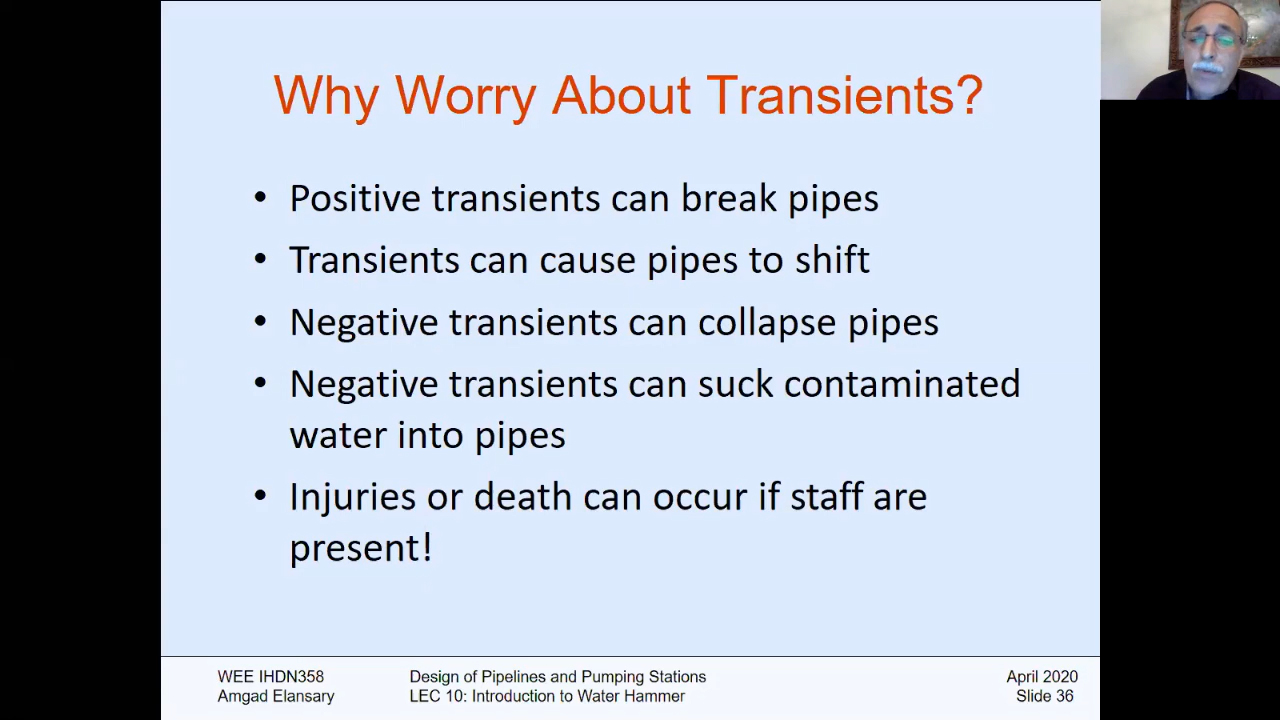 Why Worry About Transients?
• Positive transients can break pipes
• Transients can cause pipes to shift
• Negative transients can collapse pipes
• Negative transients can suck contaminated
water into pipes
• Injuries or death can occur if staff are
present!
WEE IHDN358
Amgad Elansary
Design of Pipelines and Pumping Stations
LEC 10: Introduction to Water Hammer
April 2020
Slide 36